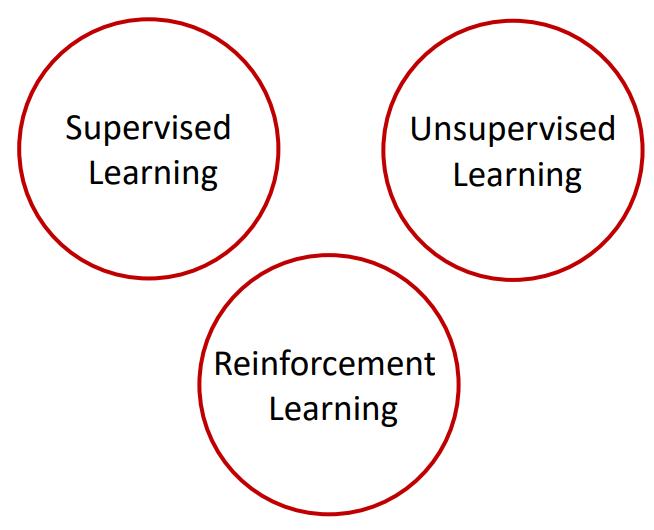 Supervised
Learning
Unsupervised
Learning
Reinforcement
Learning